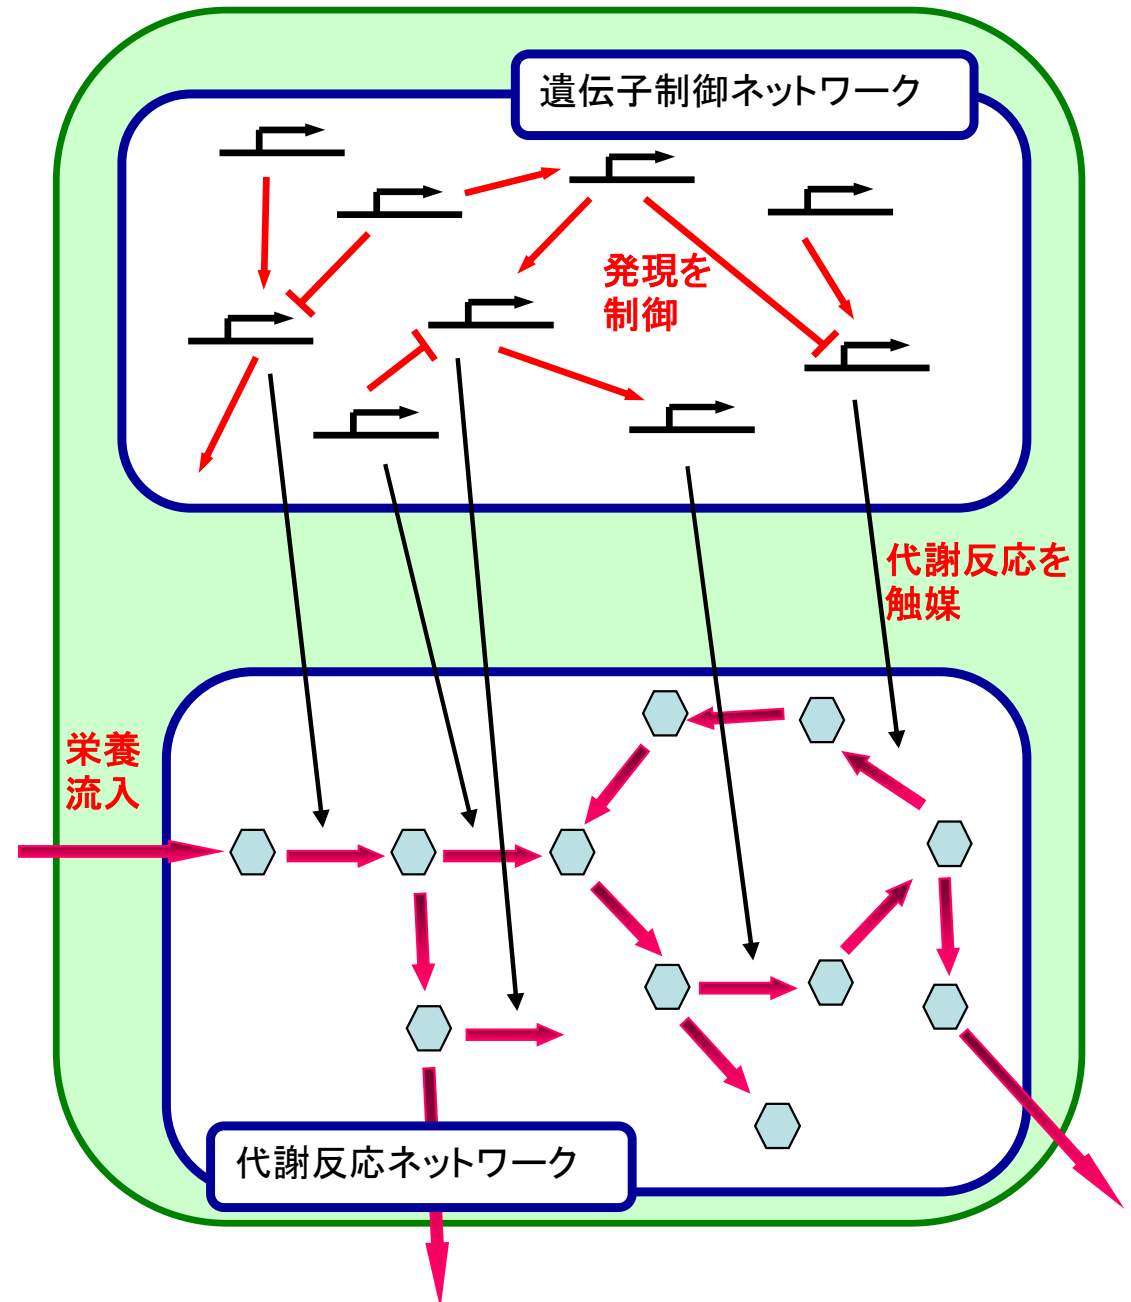 遺伝子制御ネットワーク
発現を
制御
代謝反応を
触媒
栄養
流入
代謝反応ネットワーク